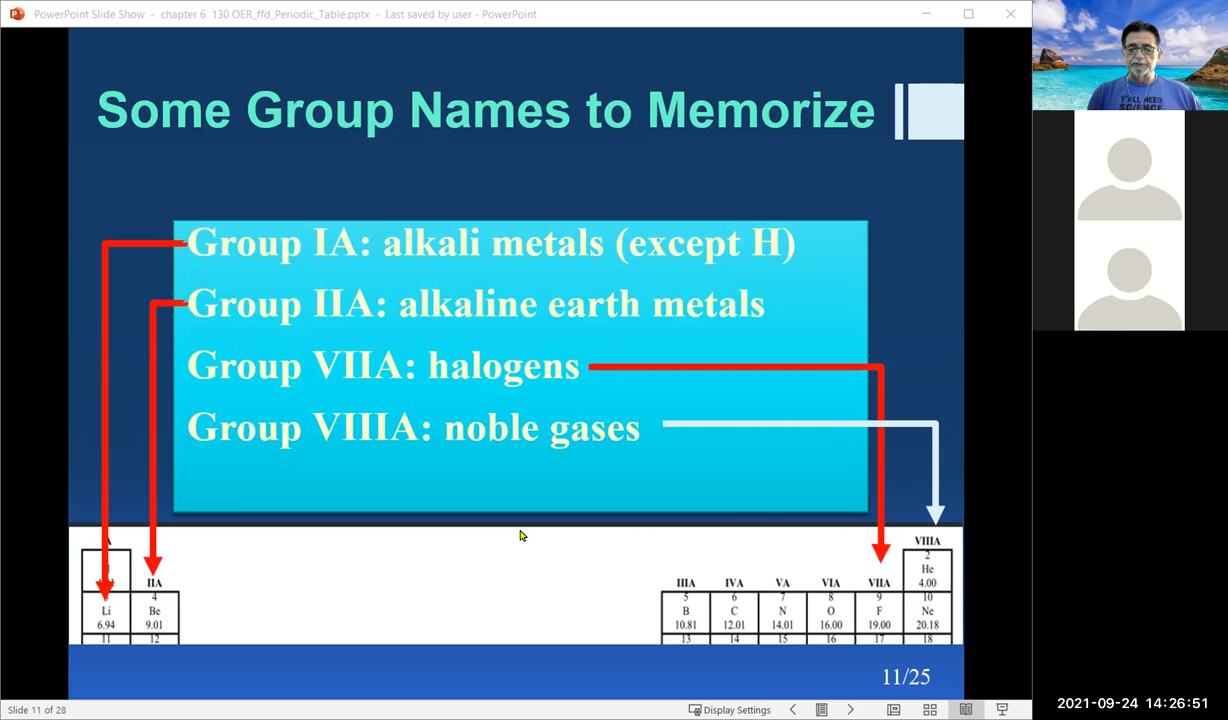 PowerPoint Slide Show - chapter 6 130 OER_ffd_Periodic_Table.pptx - Last saved by user - PowerPoint
Some Group Names to Memorize
Group IA: alkali metals (except H)
Group IIA: alkaline earth metals
Group VIIA: halogens
Group VIIIA: noble gases
VIIIA
2
He
IIA IIIA IVA VA VIA VIIA 4.00
4 5 6 7 8 9 10
Li Be B C N O F Ne
6.94 9.01 10.81 12.01 14.01 16.00 19.00 20.18
11 12 13 14 15 16 17 18
11/25
Y'ALL NEED
SCIENCE
Slide 11 of 28
Display Settings
2021-09-24 14:26:51